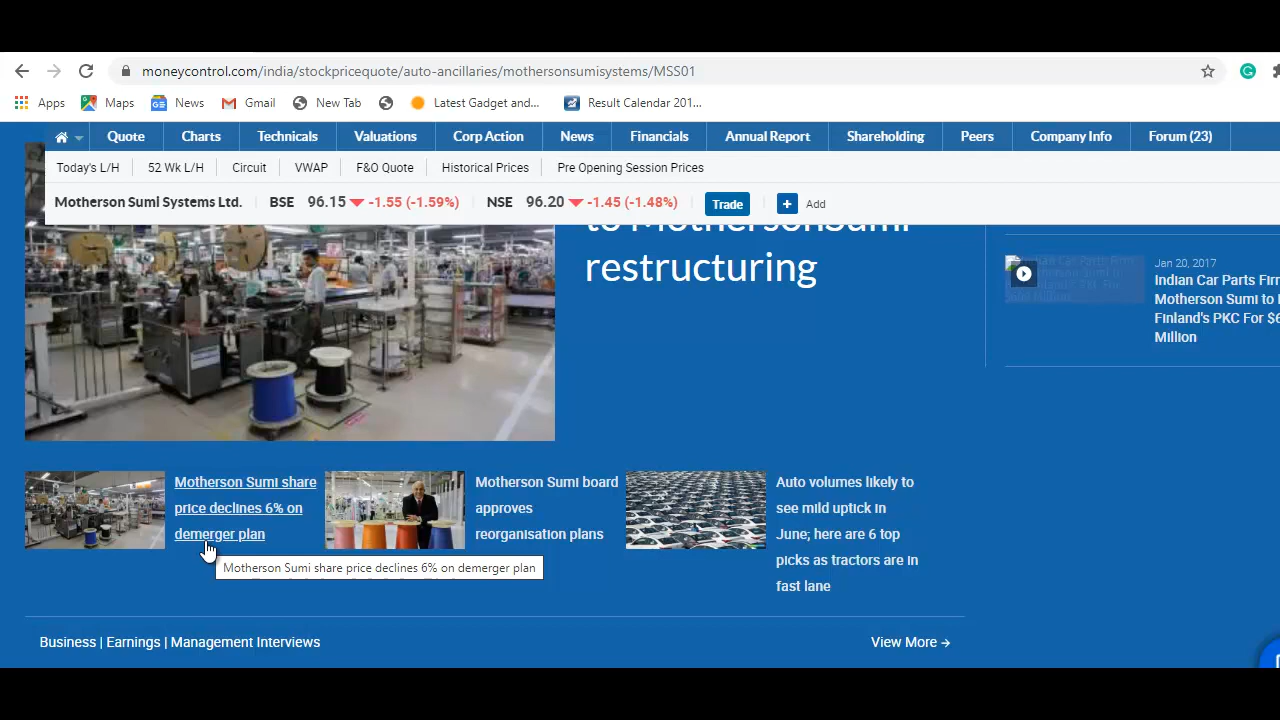 moneycontrol.com/india/stockpricequote/auto-ancillaries/mothersonsumisystems/MSS01
Apps Maps News Gmail New Tab Latest Gadget and... Result Calendar 201...
Quote Charts Technicals Valuations Corp Action News Financials Annual Report Shareholding Peers Company Info Forum (23)
Today's L/H 52 Wk L/H Circuit VWAP F&O Quote Historical Prices Pre Opening Session Prices
Motherson Sumi Systems Ltd. BSE 96.15 -1.55 (-1.59%) NSE 96.20 -1.45 (-1.48%) Trade + Add
to MothersonSumi
restructuring
Jan 20, 2017
Indian Car Parts Fir
Motherson Sumi to
Finland's PKC For $6
Million
Motherson Sumi share
price declines 6% on
demerger plan
Motherson Sumi share price declines 6% on demerger plan
Motherson Sumi board
approves
reorganisation plans
Auto volumes likely to
see mild uptick in
June; here are 6 top
picks as tractors are in
fast lane
Business | Earnings | Management Interviews
View More →